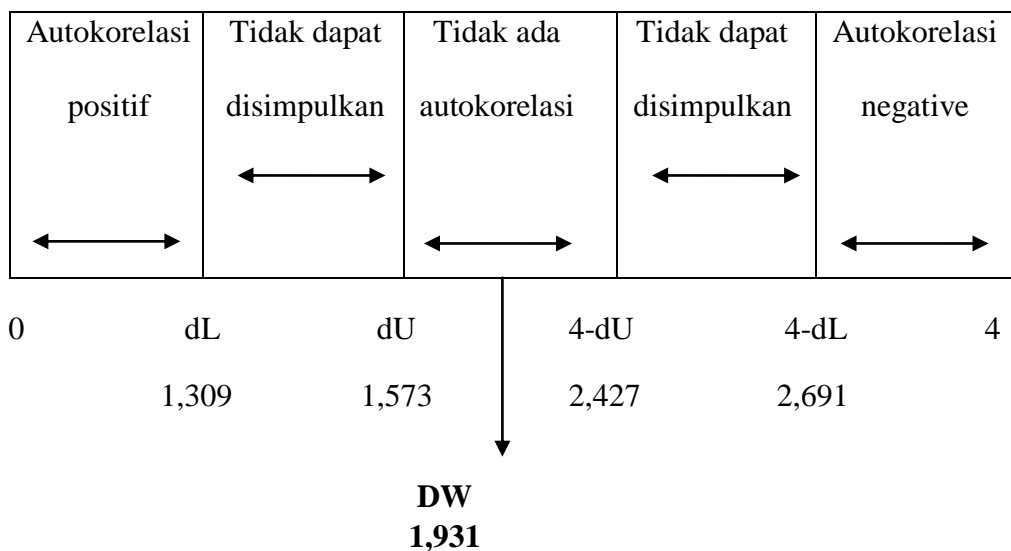 Autokorelasi Tidak dapat Tidak ada Tidak dapat Autokorelasi
positif disimpulkan autokorelasi disimpulkan negative
0 dL dU 4-dU 4-dL 4
1,309 1,573 2,427 2,691
DW
1,931